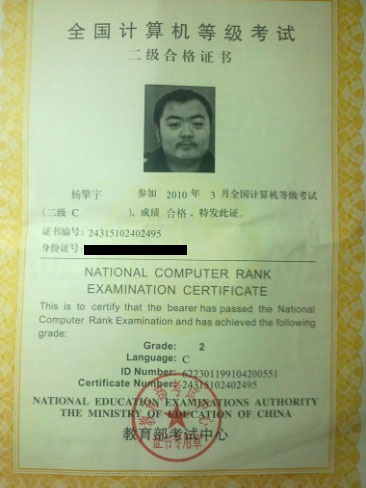 全国计算机等级考试
二级合格证书
杨擎宇 参加 2010 年 3 月全国计算机等级考试
(二级 C ), 成绩 合格, 特发此证。
证书编号: 24315102402495
身份证号:
NATIONAL COMPUTER RANK
EXAMINATION CERTIFICATE
This is to certify that the bearer has passed the National
Computer Rank Examination and has achieved the following
grade:
Grade: 2
Language: C
ID Number: 622301199104200551
Certificate Number: 24315102402495
NATIONAL EDUCATION EXAMINATIONS AUTHORITY
THE MINISTRY OF EDUCATION OF CHINA
教育部考试中心
证书专用章